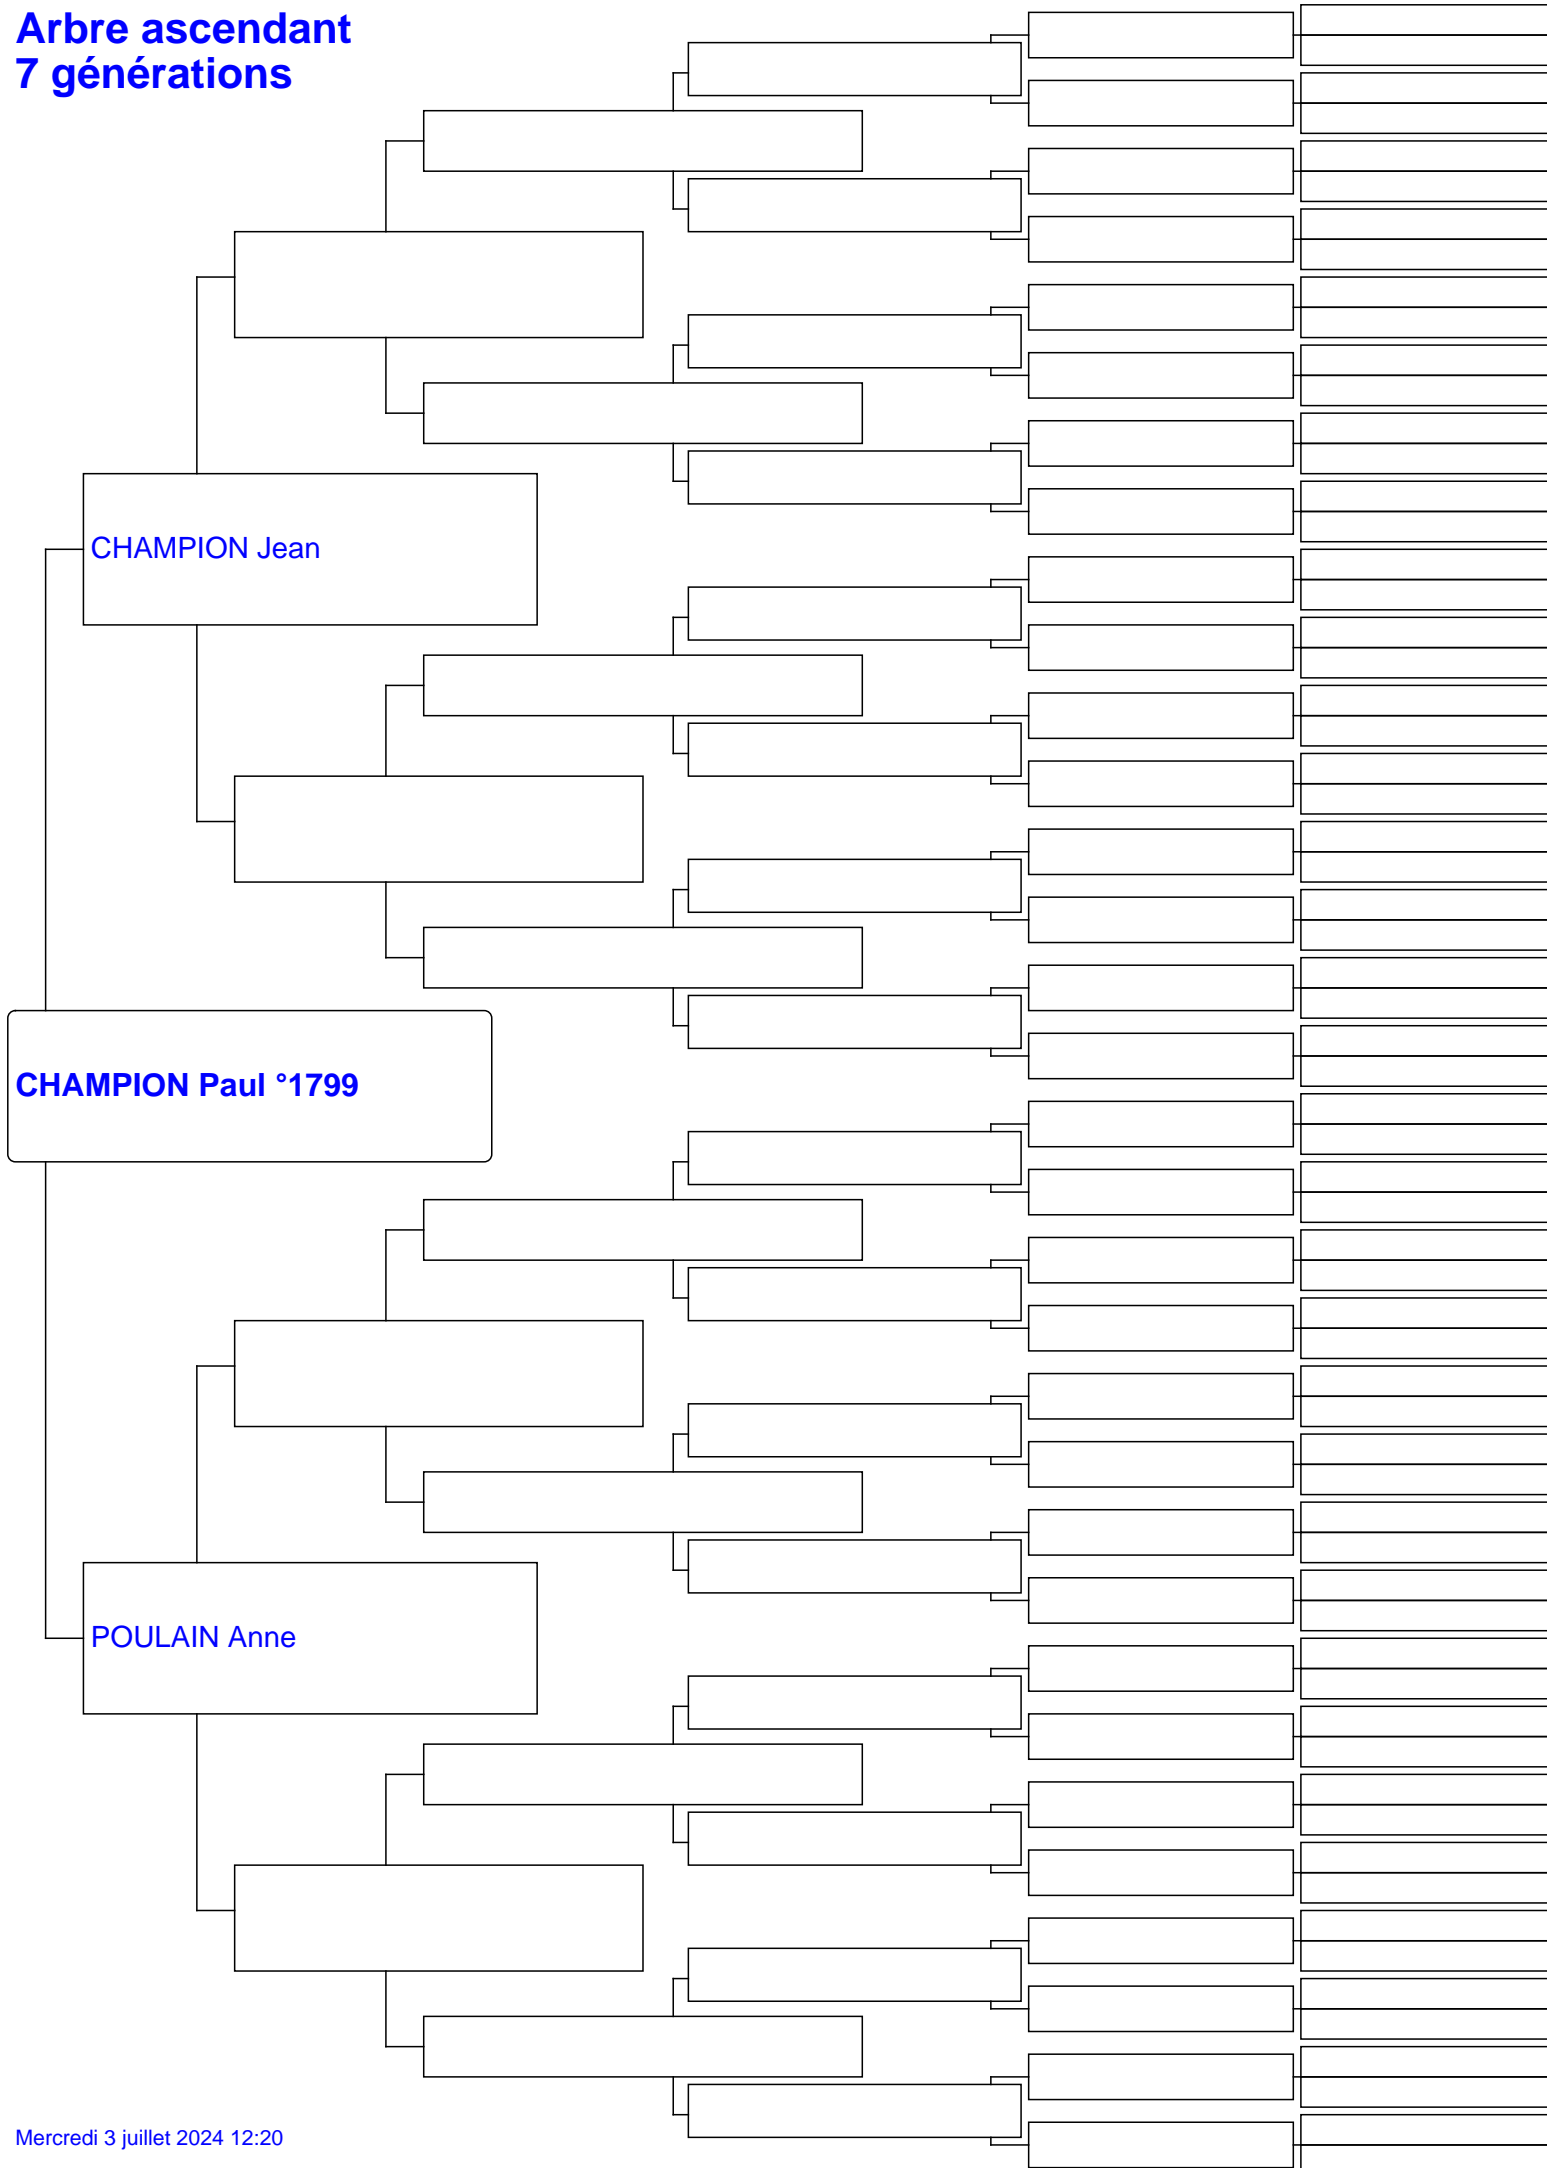 Arbre ascendant
7 générations
CHAMPION Jean
CHAMPION Paul °1799
POULAIN Anne
Mercredi 3 juillet 2024 12:20